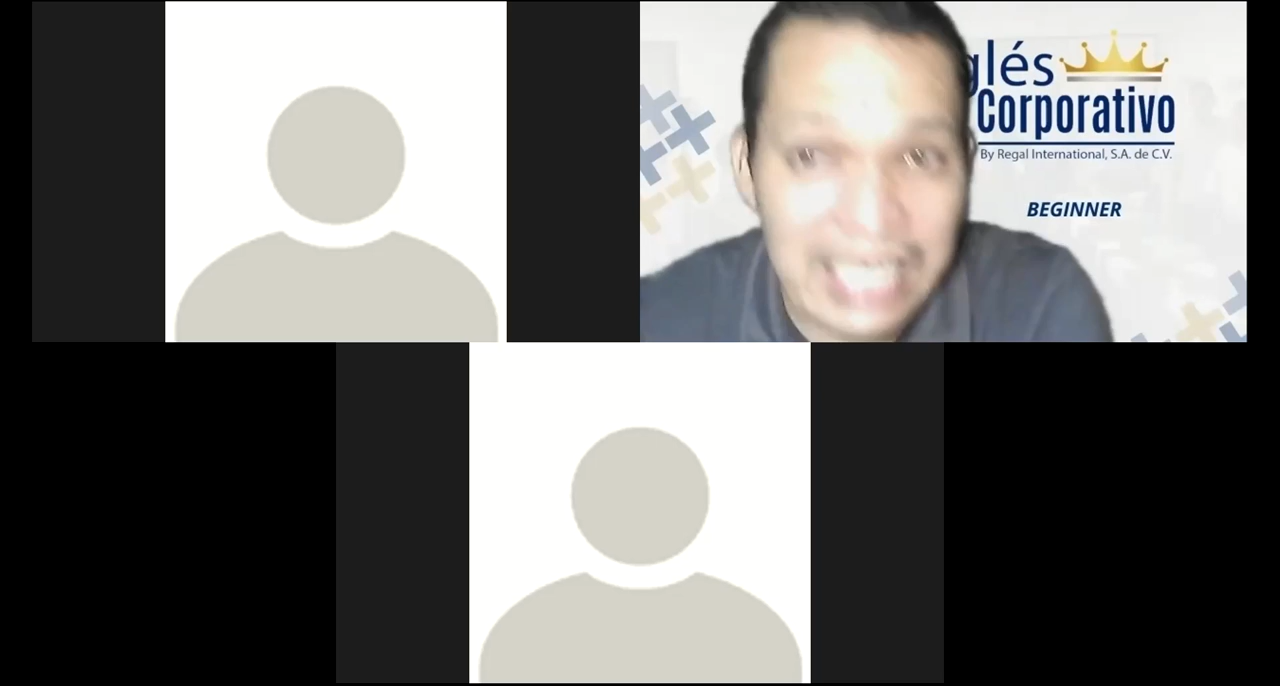 glés
Corporativo
By Regal International, S.A. de C.V.
BEGINNER